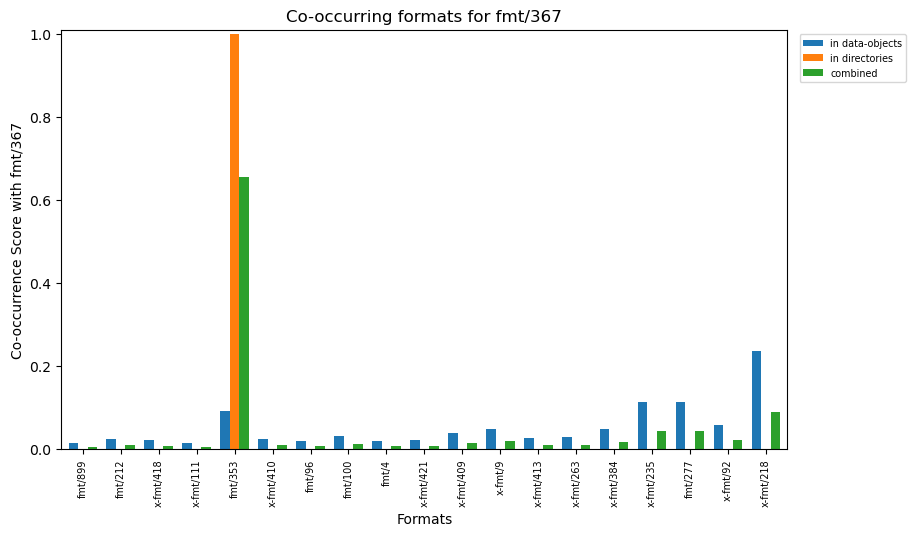 Co-occurring formats for fmt/367
in data-objects
in directories
combined
Co-occurrence Score with fmt/367
1.0
0.8
0.6
0.4
0.2
0.0
fmt/899
fmt/212
x-fmt/418
x-fmt/111
fmt/353
x-fmt/410
fmt/96
fmt/100
fmt/4
x-fmt/421
x-fmt/409
x-fmt/9
x-fmt/413
x-fmt/263
x-fmt/384
x-fmt/235
fmt/277
x-fmt/92
x-fmt/218
Formats